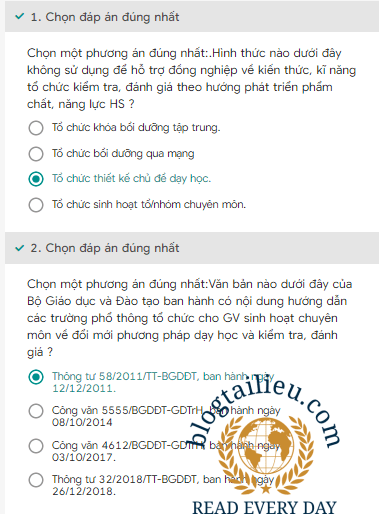 1. Chọn đáp án đúng nhất
Chọn một phương án đúng nhất:.Hình thức nào dưới đây
không sử dụng để hỗ trợ đồng nghiệp về kiến thức, kĩ năng
tổ chức kiểm tra, đánh giá theo hướng phát triển phẩm
chất, năng lực HS ?
Tổ chức khóa bồi dưỡng tập trung.
Tổ chức bồi dưỡng qua mạng
Tổ chức thiết kế chủ đề dạy học.
Tổ chức sinh hoạt tổ/nhóm chuyên môn.
2. Chọn đáp án đúng nhất
Chọn một phương án đúng nhất:Văn bản nào dưới đây của
Bộ Giáo dục và Đào tạo ban hành có nội dung hướng dẫn
các trường phổ thông tổ chức cho GV sinh hoạt chuyên
môn về đổi mới phương pháp dạy học và kiểm tra, đánh
giá ?
Thông tư 58/2011/TT-BGDĐT, ban hành ngày
12/12/2011.
Công văn 5555/BGDĐT-GDTrH, ban hành ngày
08/10/2014
Công văn 4612/BGDĐT-GDTrH, ban hành ngày
03/10/2017.
Thông tư 32/2018/TT-BGDĐT, ban hành ngày
26/12/2018.
blogtailieu.com
READ EVERY DAY